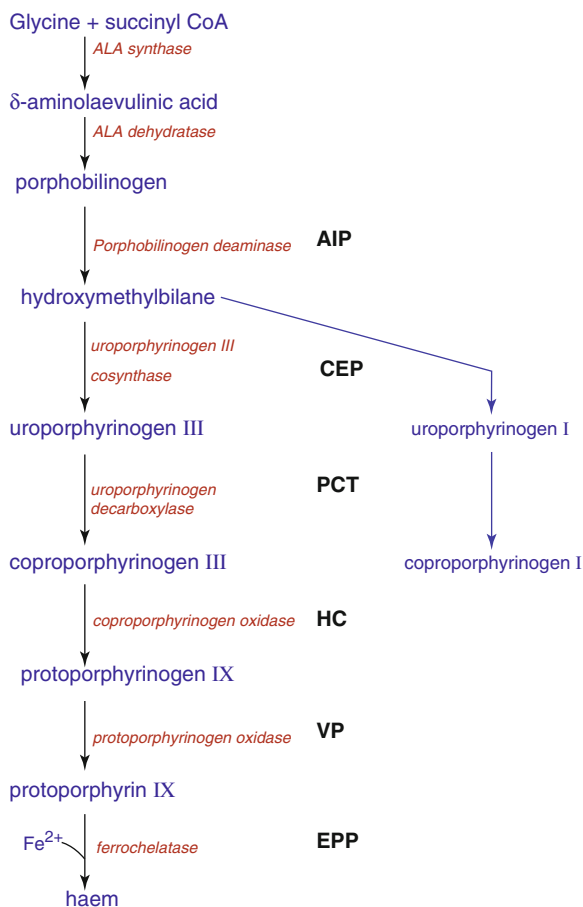 Glycine + succinyl CoA
ALA synthase
δ-aminolaevulinic acid
ALA dehydratase
porphobilinogen
Porphobilinogen deaminase
AIP
hydroxymethylbilane
uroporphyrinogen III
cosynthase
CEP
uroporphyrinogen III
uroporphyrinogen I
uroporphyrinogen
decarboxylase
PCT
coproporphyrinogen III
coproporphyrinogen I
coproporphyrinogen oxidase
HC
protoporphyrinogen IX
protoporphyrinogen oxidase
VP
protoporphyrin IX
Fe²⁺
ferrochelatase
EPP
haem